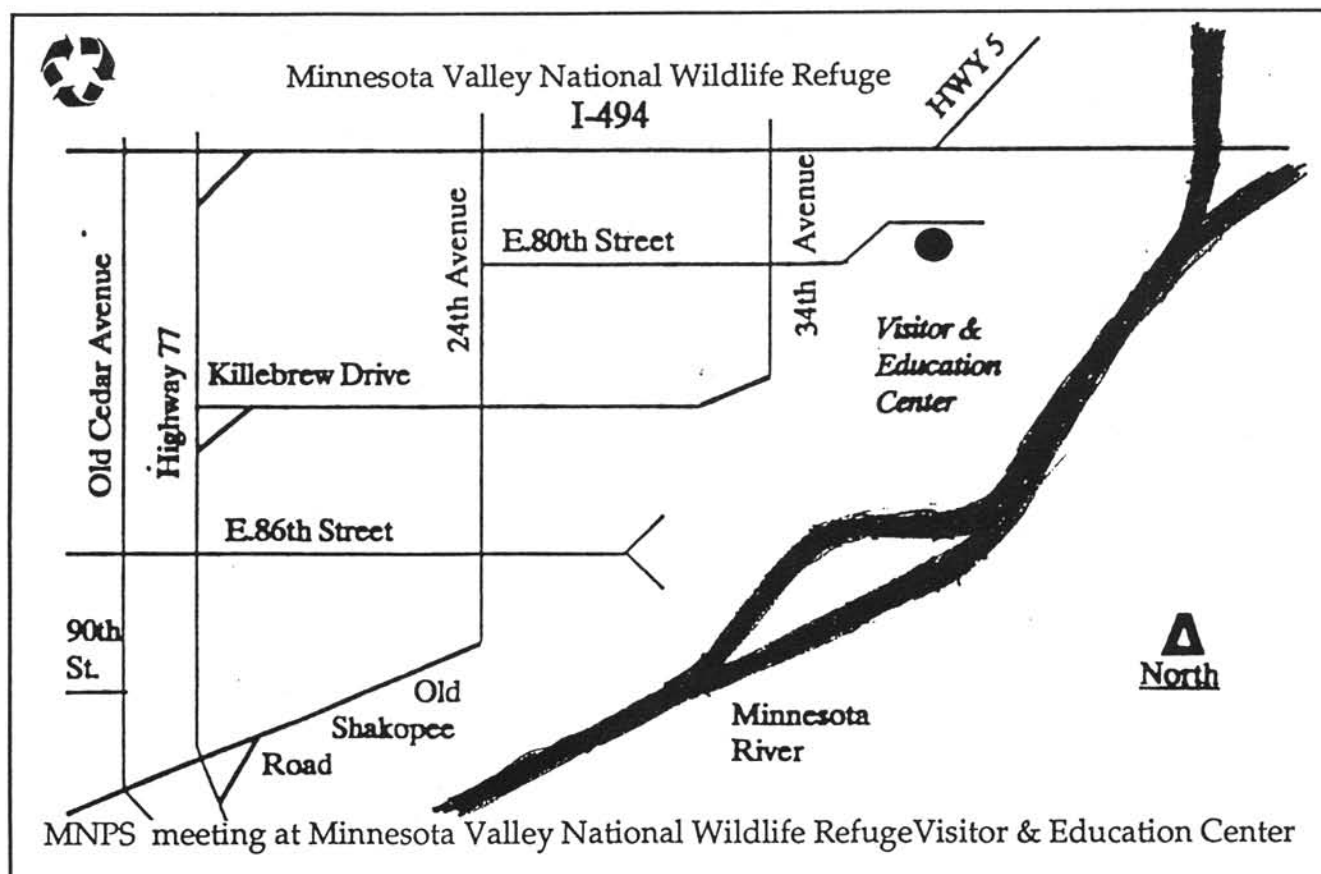 Minnesota Valley National Wildlife Refuge
I-494
HWY 5
Old Cedar Avenue
Highway 77
24th Avenue
34th Avenue
E.80th Street
Visitor &
Education
Center
Killebrew Drive
E.86th Street
90th
St.
Old
Shakopee
Road
Minnesota
River
North
MNPS meeting at Minnesota Valley National Wildlife RefugeVisitor & Education Center